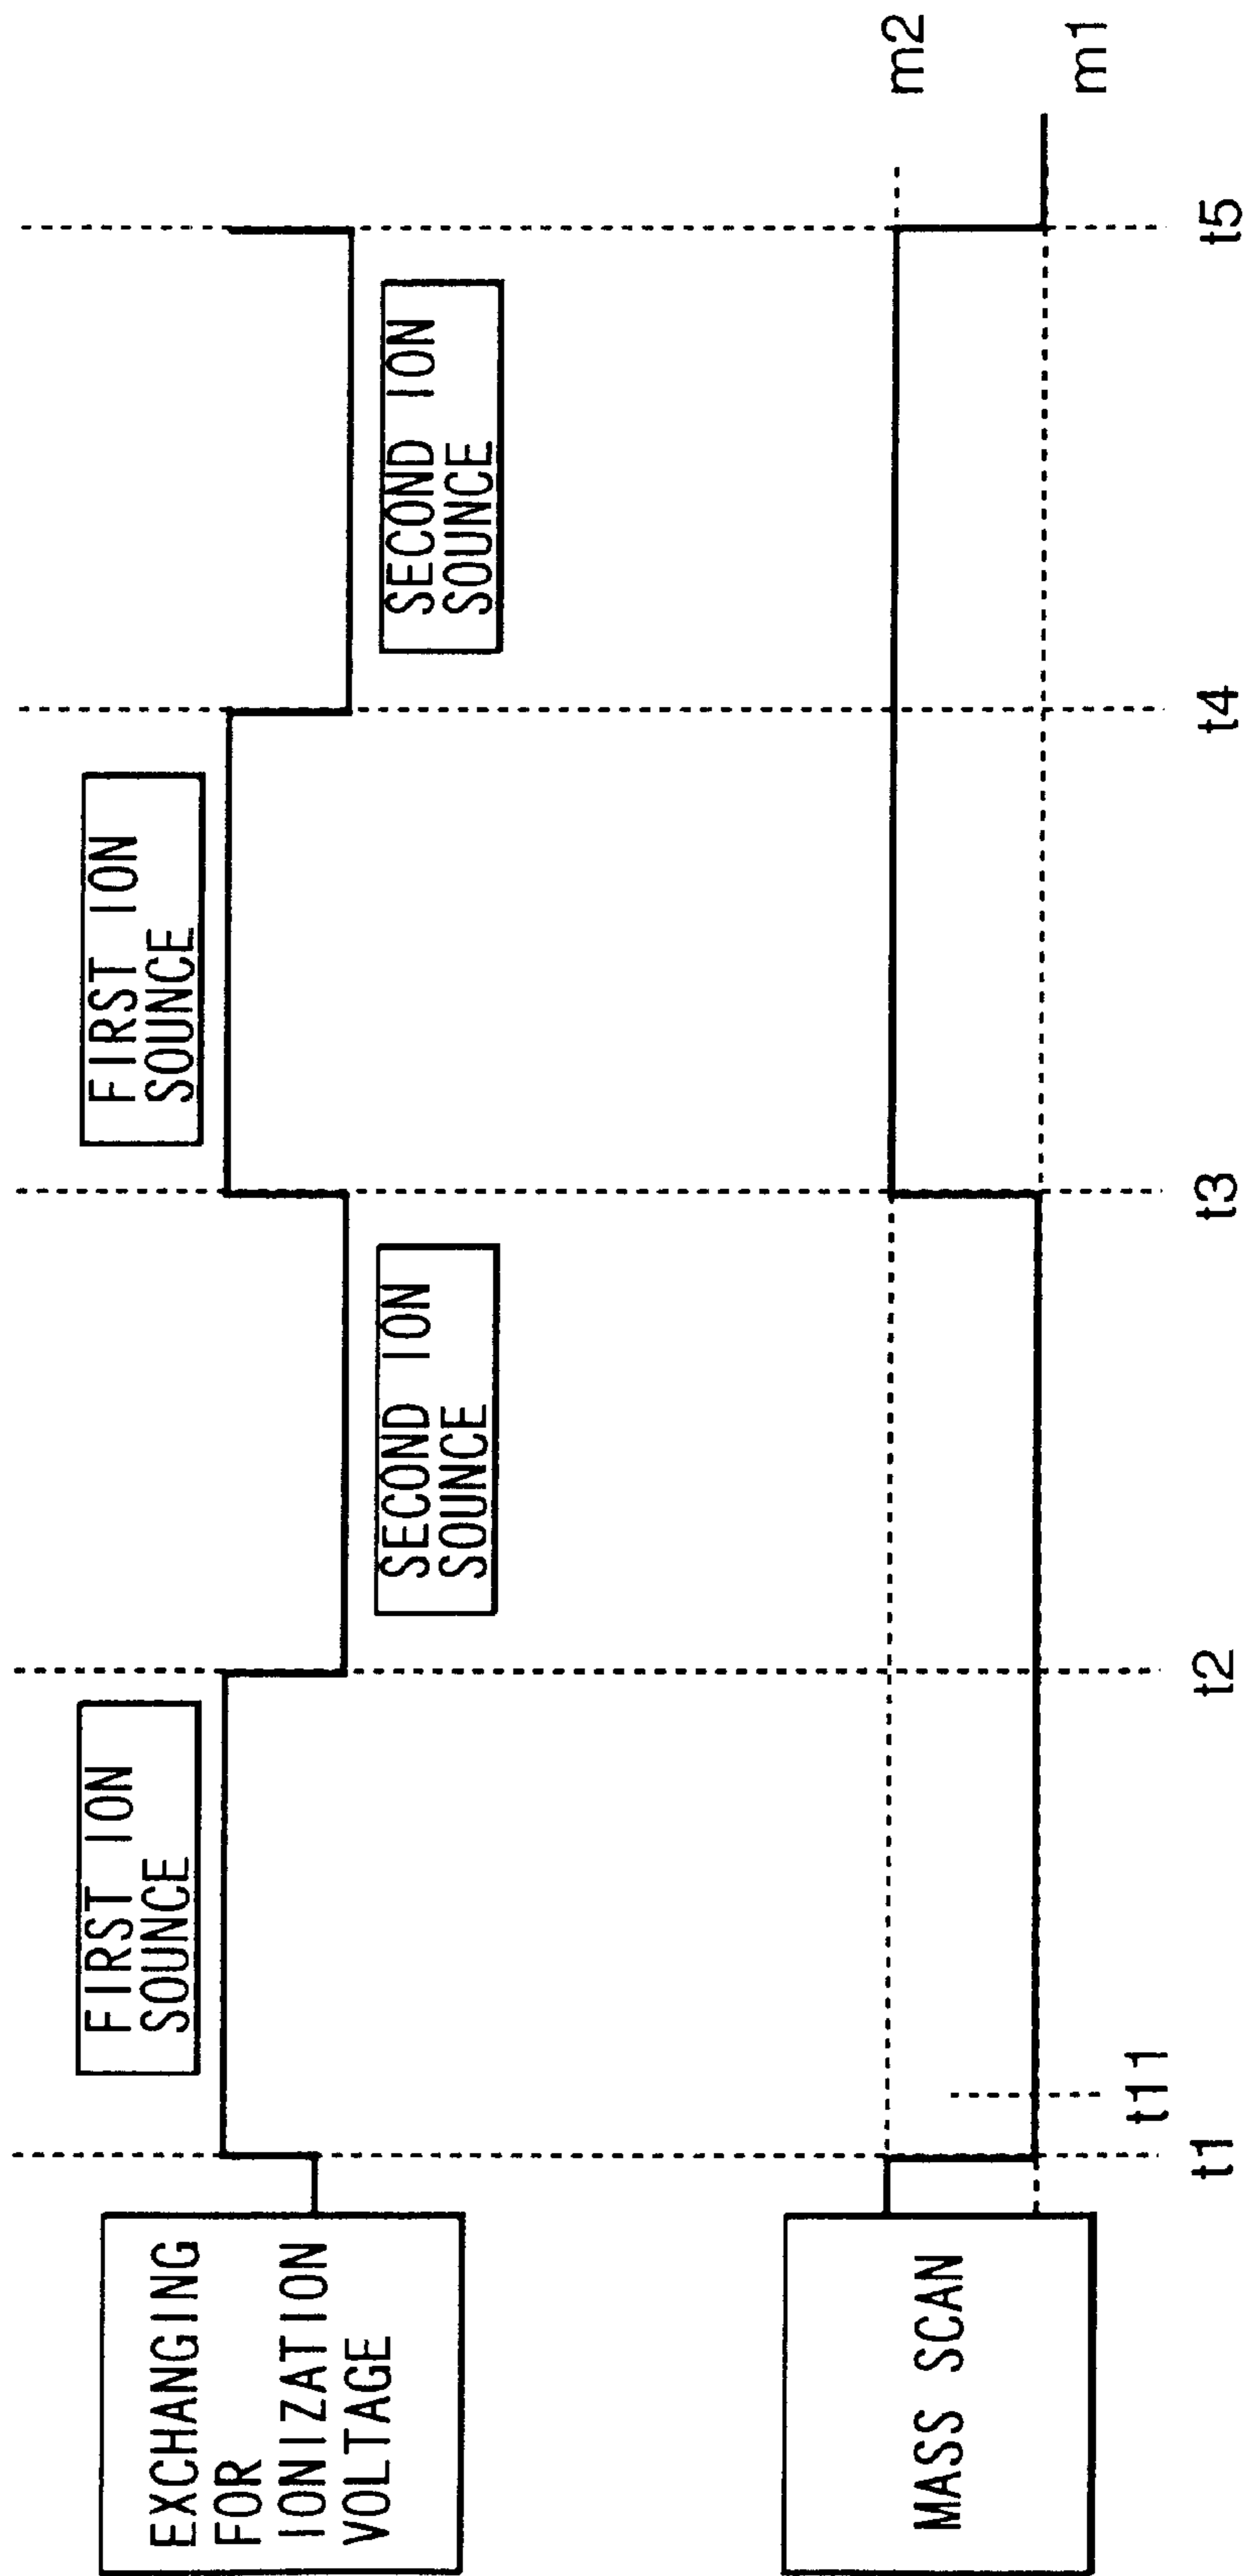 EXCHANGING
FOR
IONIZATION
VOLTAGE
FIRST ION
SOUNCE
SECOND ION
SOUNCE
FIRST ION
SOUNCE
SECOND ION
SOUNCE
MASS SCAN
m2
m1
t11
t1
t2
t3
t4
t5